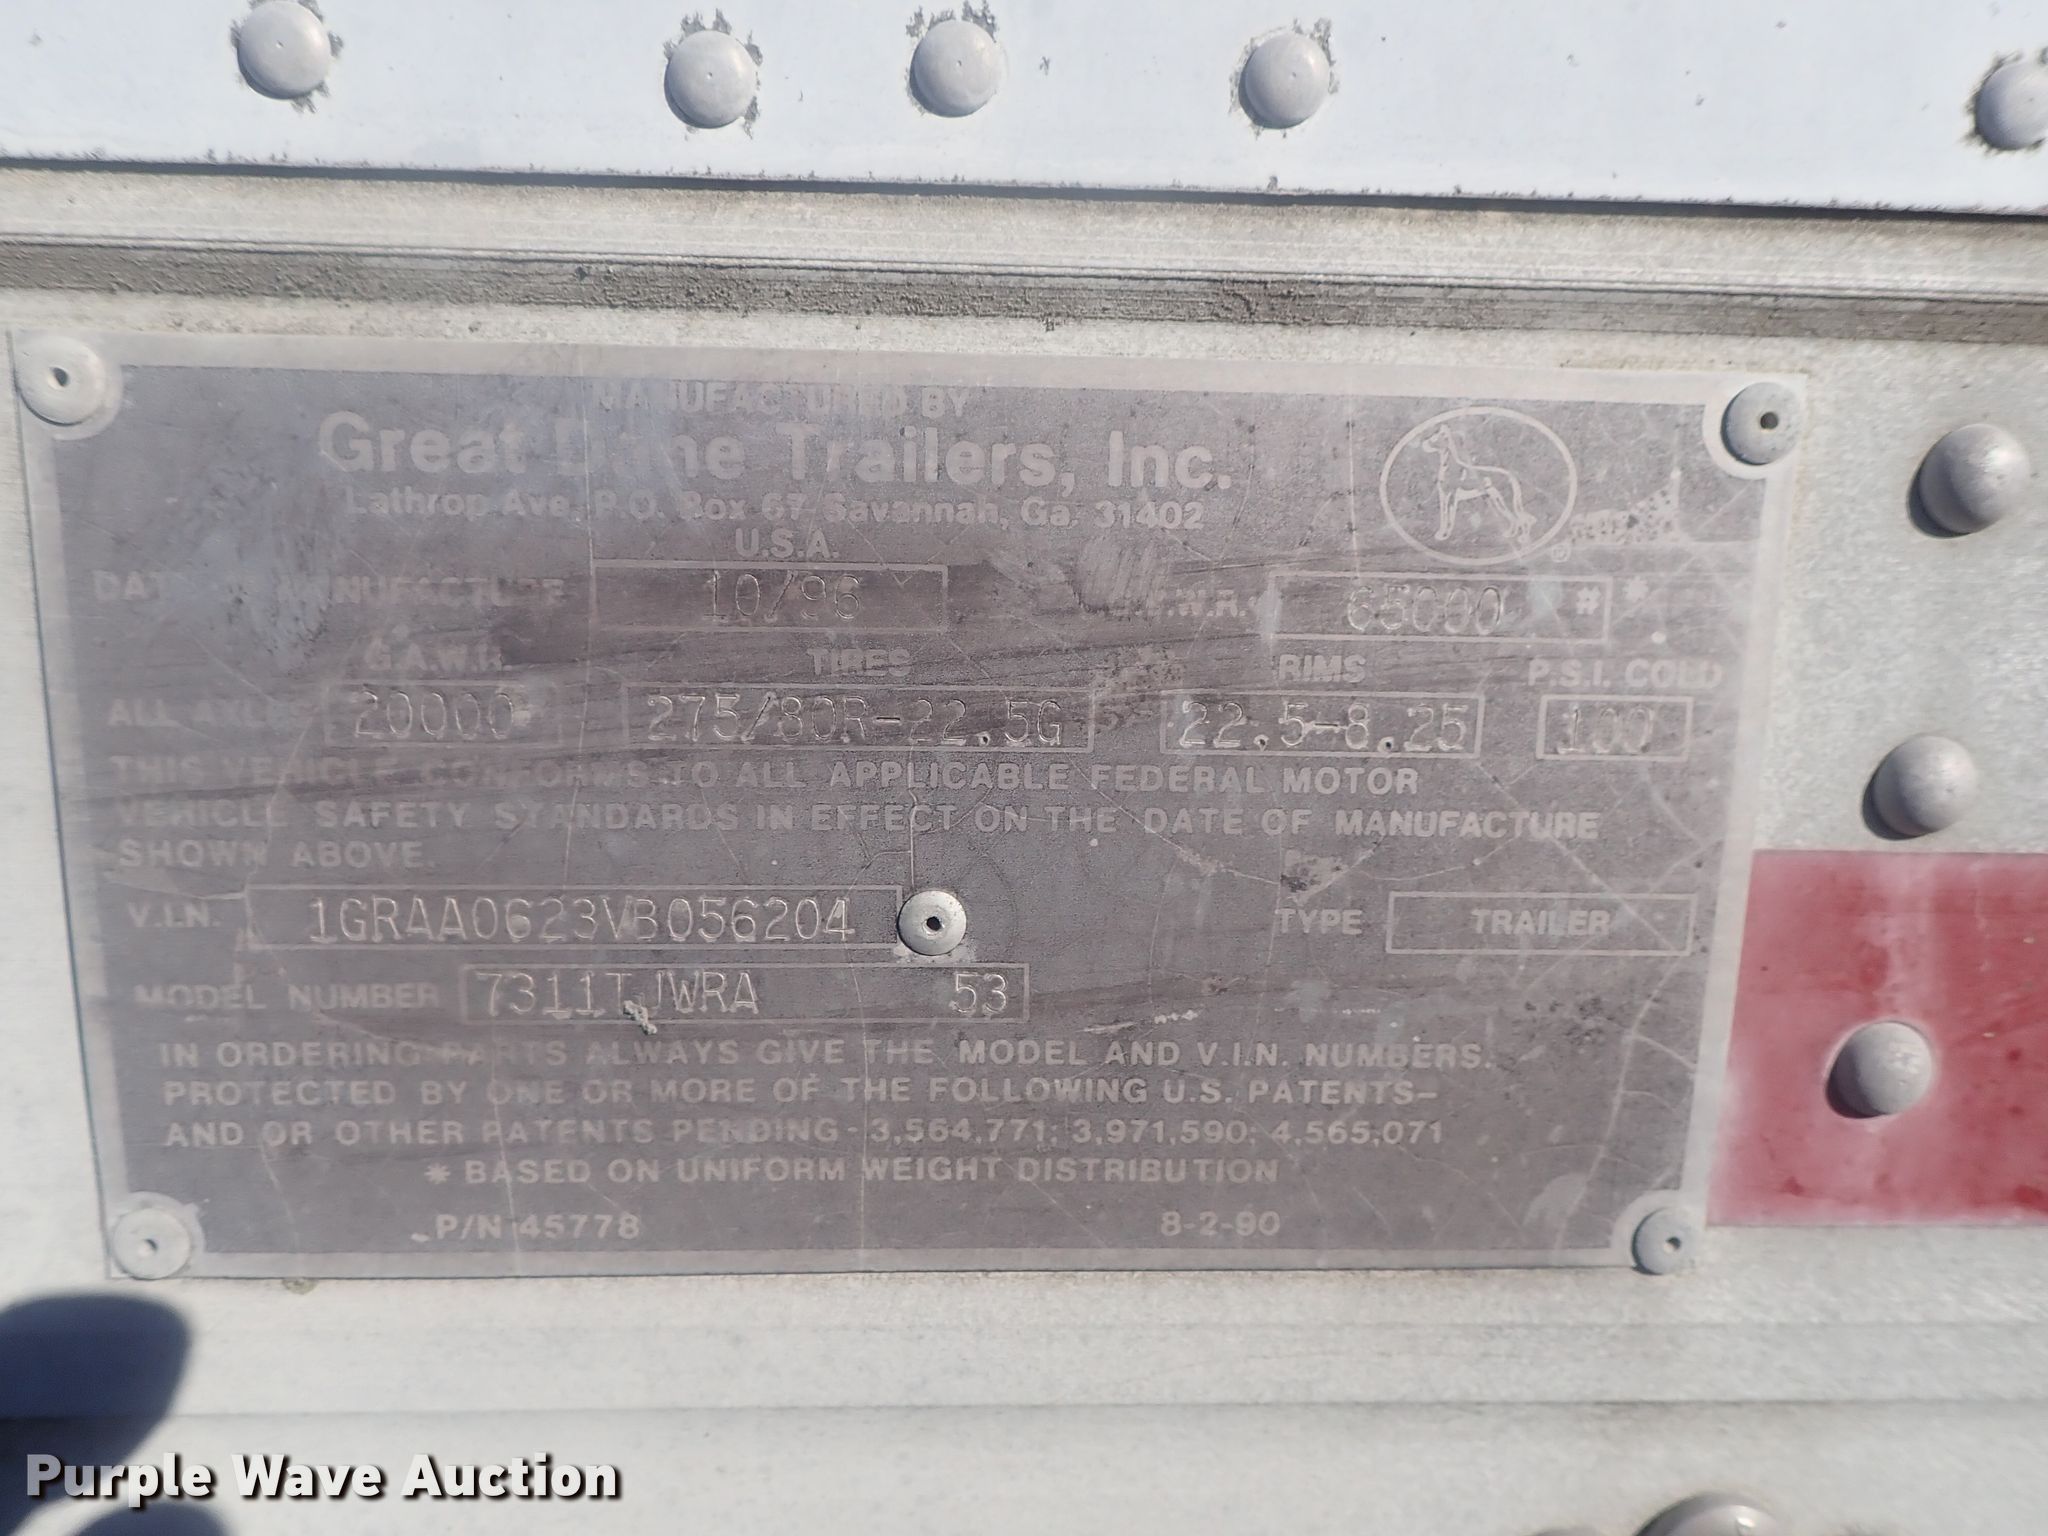 MANUFACTURED BY
Great Dane Trailers, Inc.
Lathrop Ave. P.O. Box 67 Savannah, Ga. 31402
U.S.A.
DATE MANUFACTURE 10/96 G.V.W.R. 65000 # *
G.A.W.R. TIRES RIMS P.S.I. COLD
ALL AXLES 20000# 275/80R-22.5G 22.5-8.25 100
THIS VEHICLE CONFORMS TO ALL APPLICABLE FEDERAL MOTOR
VEHICLE SAFETY STANDARDS IN EFFECT ON THE DATE OF MANUFACTURE
SHOWN ABOVE.
V.I.N. 1GRAA0623VB056204 TYPE TRAILER
MODEL NUMBER 7311TJWRA 53
IN ORDERING PARTS ALWAYS GIVE THE MODEL AND V.I.N. NUMBERS.
PROTECTED BY ONE OR MORE OF THE FOLLOWING U.S. PATENTS-
AND OR OTHER PATENTS PENDING - 3,564,771; 3,971,590; 4,565,071
* BASED ON UNIFORM WEIGHT DISTRIBUTION
P/N 45778 8-2-90
Purple Wave Auction